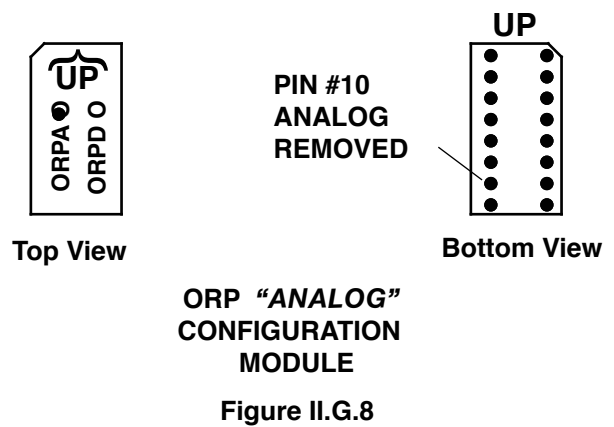 UP
ORPA
ORPD
Top View
PIN #10
ANALOG
REMOVED
UP
Bottom View
ORP “ANALOG”
CONFIGURATION
MODULE
Figure II.G.8